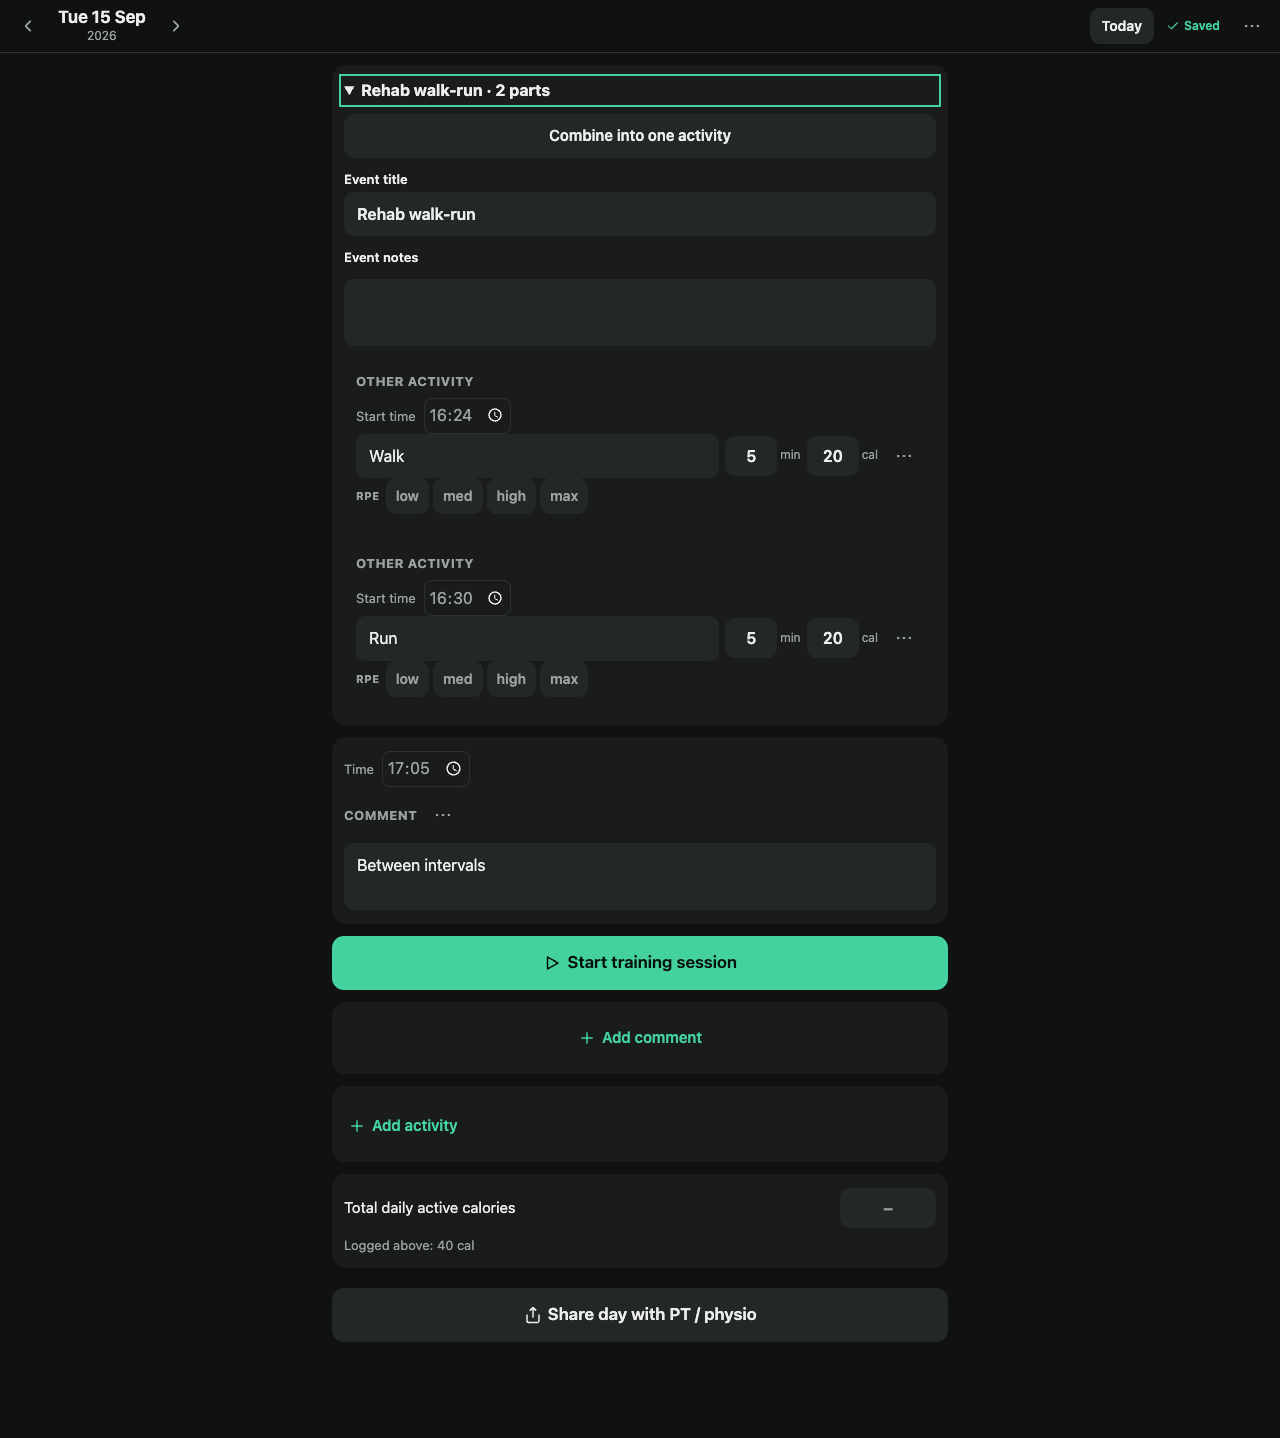 Tue 15 Sep
2026
Today
Saved
Rehab walk-run · 2 parts
Combine into one activity
Event title
Rehab walk-run
Event notes
OTHER ACTIVITY
Start time 16:24
Walk 5 min 20 cal
RPE low med high max
OTHER ACTIVITY
Start time 16:30
Run 5 min 20 cal
RPE low med high max
Time 17:05
COMMENT
Between intervals
Start training session
Add comment
Add activity
Total daily active calories –
Logged above: 40 cal
Share day with PT / physio